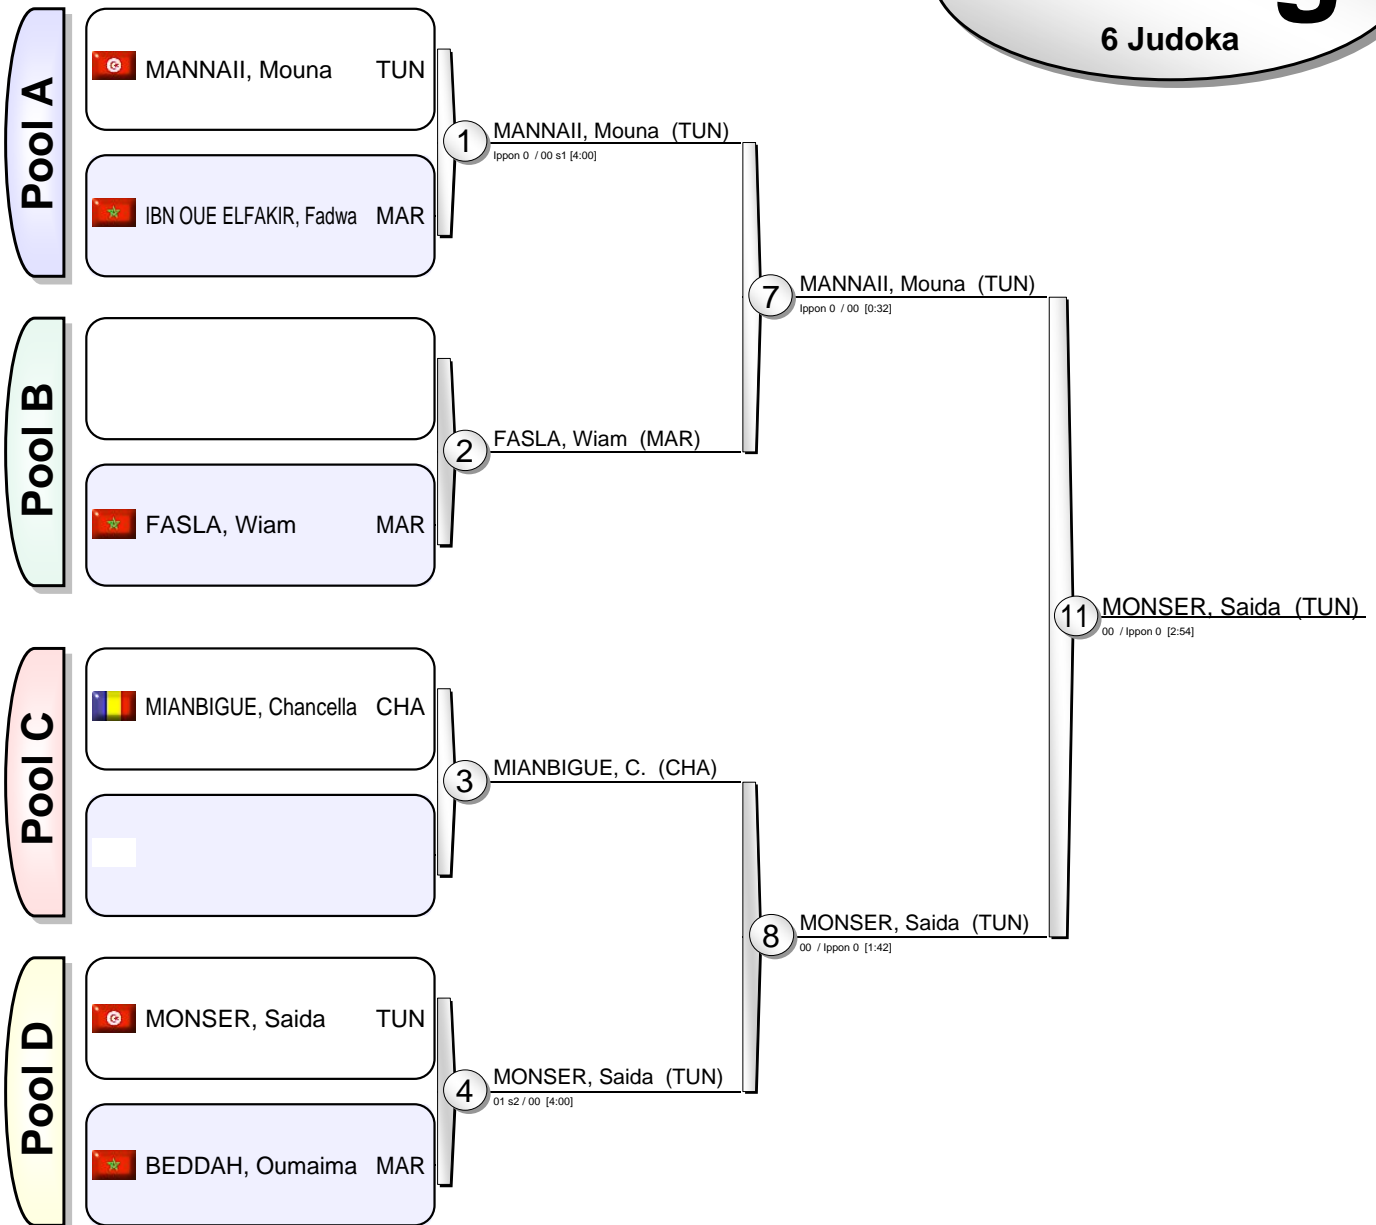 6 Judoka
Pool A
MANNAII, Mouna TUN
IBN OUE ELFAKIR, Fadwa MAR
1 MANNAII, Mouna (TUN)
Ippon 0 / 00 s1 [4:00]
7 MANNAII, Mouna (TUN)
Ippon 0 / 00 [0:32]
Pool B
2 FASLA, Wiam (MAR)
FASLA, Wiam MAR
11 MONSER, Saida (TUN)
00 / Ippon 0 [2:54]
Pool C
MIANBIGUE, Chancella CHA
3 MIANBIGUE, C. (CHA)
8 MONSER, Saida (TUN)
00 / Ippon 0 [1:42]
Pool D
MONSER, Saida TUN
4 MONSER, Saida (TUN)
01 s2 / 00 [4:00]
BEDDAH, Oumaima MAR